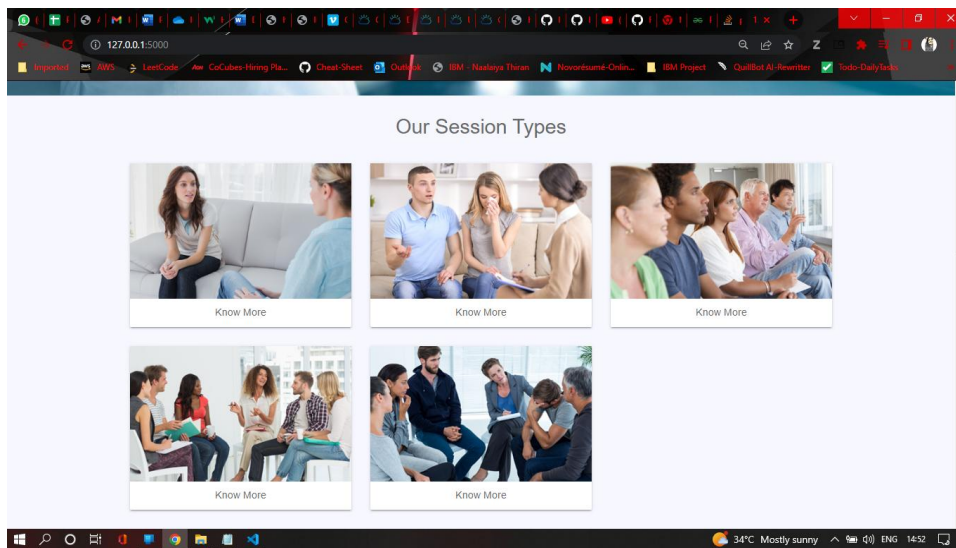 127.0.0.1:5000
Imported AWS LeetCode CoCubes-Hiring Pla... Cheat-Sheet Outlook IBM - Naalaiya Thiran Novorésumé-Onlin... IBM Project QuillBot AI-Rewritter Todo-DailyTasks
Our Session Types
Know More Know More Know More
Know More Know More
34°C Mostly sunny ENG 14:52